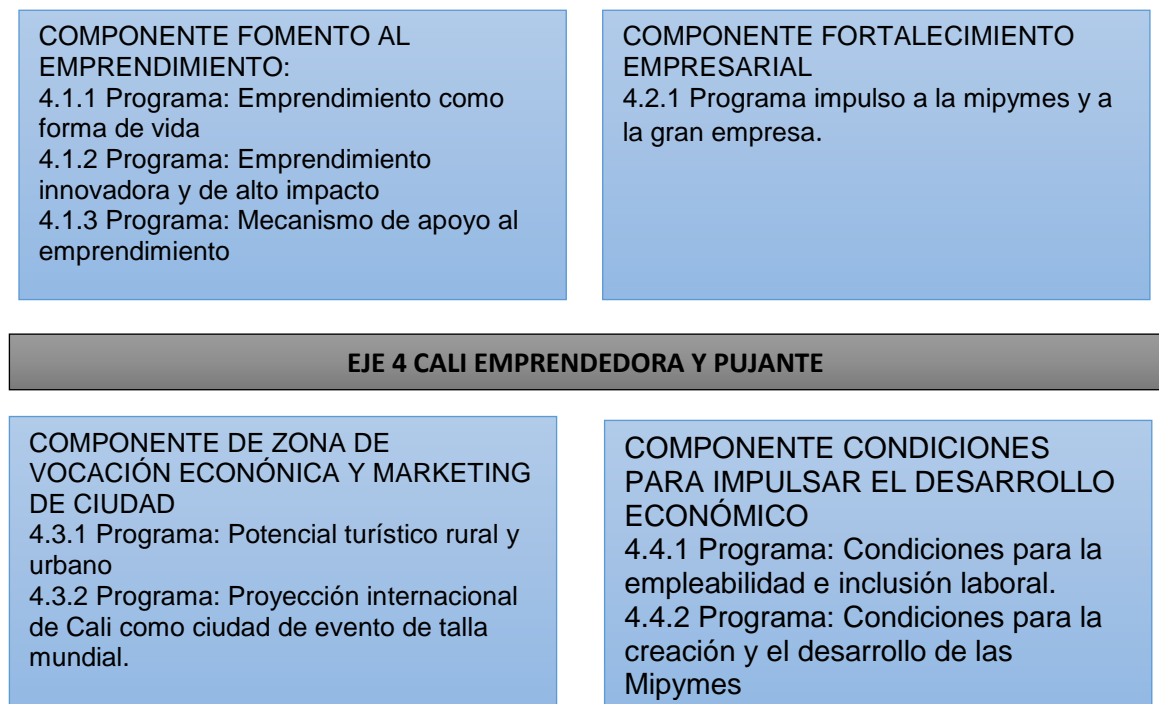 COMPONENTE FOMENTO AL
EMPRENDIMIENTO:
4.1.1 Programa: Emprendimiento como
forma de vida
4.1.2 Programa: Emprendimiento
innovadora y de alto impacto
4.1.3 Programa: Mecanismo de apoyo al
emprendimiento
COMPONENTE FORTALECIMIENTO
EMPRESARIAL
4.2.1 Programa impulso a la mipymes y a
la gran empresa.
EJE 4 CALI EMPRENDEDORA Y PUJANTE
COMPONENTE DE ZONA DE
VOCACIÓN ECONÓNICA Y MARKETING
DE CIUDAD
4.3.1 Programa: Potencial turístico rural y
urbano
4.3.2 Programa: Proyección internacional
de Cali como ciudad de evento de talla
mundial.
COMPONENTE CONDICIONES
PARA IMPULSAR EL DESARROLLO
ECONÓMICO
4.4.1 Programa: Condiciones para la
empleabilidad e inclusión laboral.
4.4.2 Programa: Condiciones para la
creación y el desarrollo de las
Mipymes